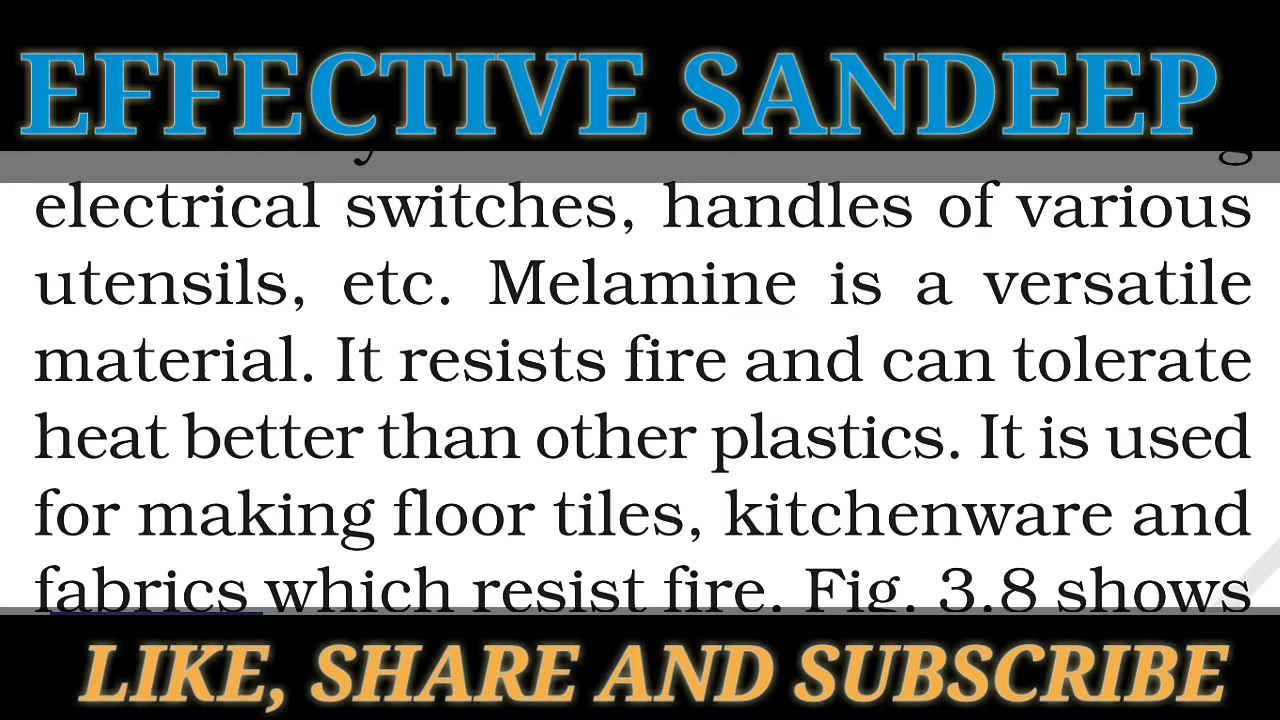 EFFECTIVE SANDEEP
electrical switches, handles of various
utensils, etc. Melamine is a versatile
material. It resists fire and can tolerate
heat better than other plastics. It is used
for making floor tiles, kitchenware and
fabrics which resist fire. Fig. 3.8 shows
LIKE, SHARE AND SUBSCRIBE